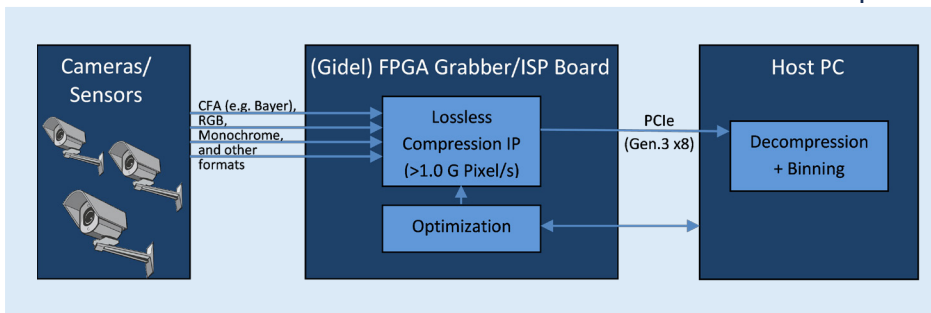 Cameras/
Sensors
CFA (e.g. Bayer),
RGB,
Monochrome,
and other
formats
(Gidel) FPGA Grabber/ISP Board
Lossless
Compression IP
(>1.0 G Pixel/s)
Optimization
PCIe
(Gen.3 x8)
Host PC
Decompression
+ Binning